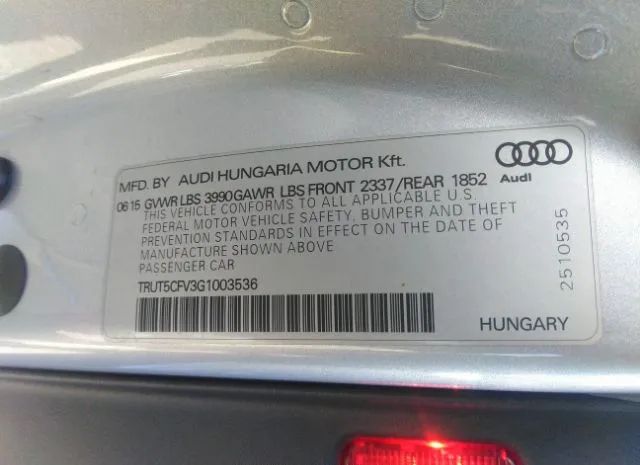 MFD. BY AUDI HUNGARIA MOTOR Kft.
06 15 GVWR LBS 3990 GAWR LBS FRONT 2337/REAR 1852
THIS VEHICLE CONFORMS TO ALL APPLICABLE U.S.
FEDERAL MOTOR VEHICLE SAFETY, BUMPER AND THEFT
PREVENTION STANDARDS IN EFFECT ON THE DATE OF
MANUFACTURE SHOWN ABOVE
PASSENGER CAR
TRUT5CFV3G1003536
Audi
2510535
HUNGARY